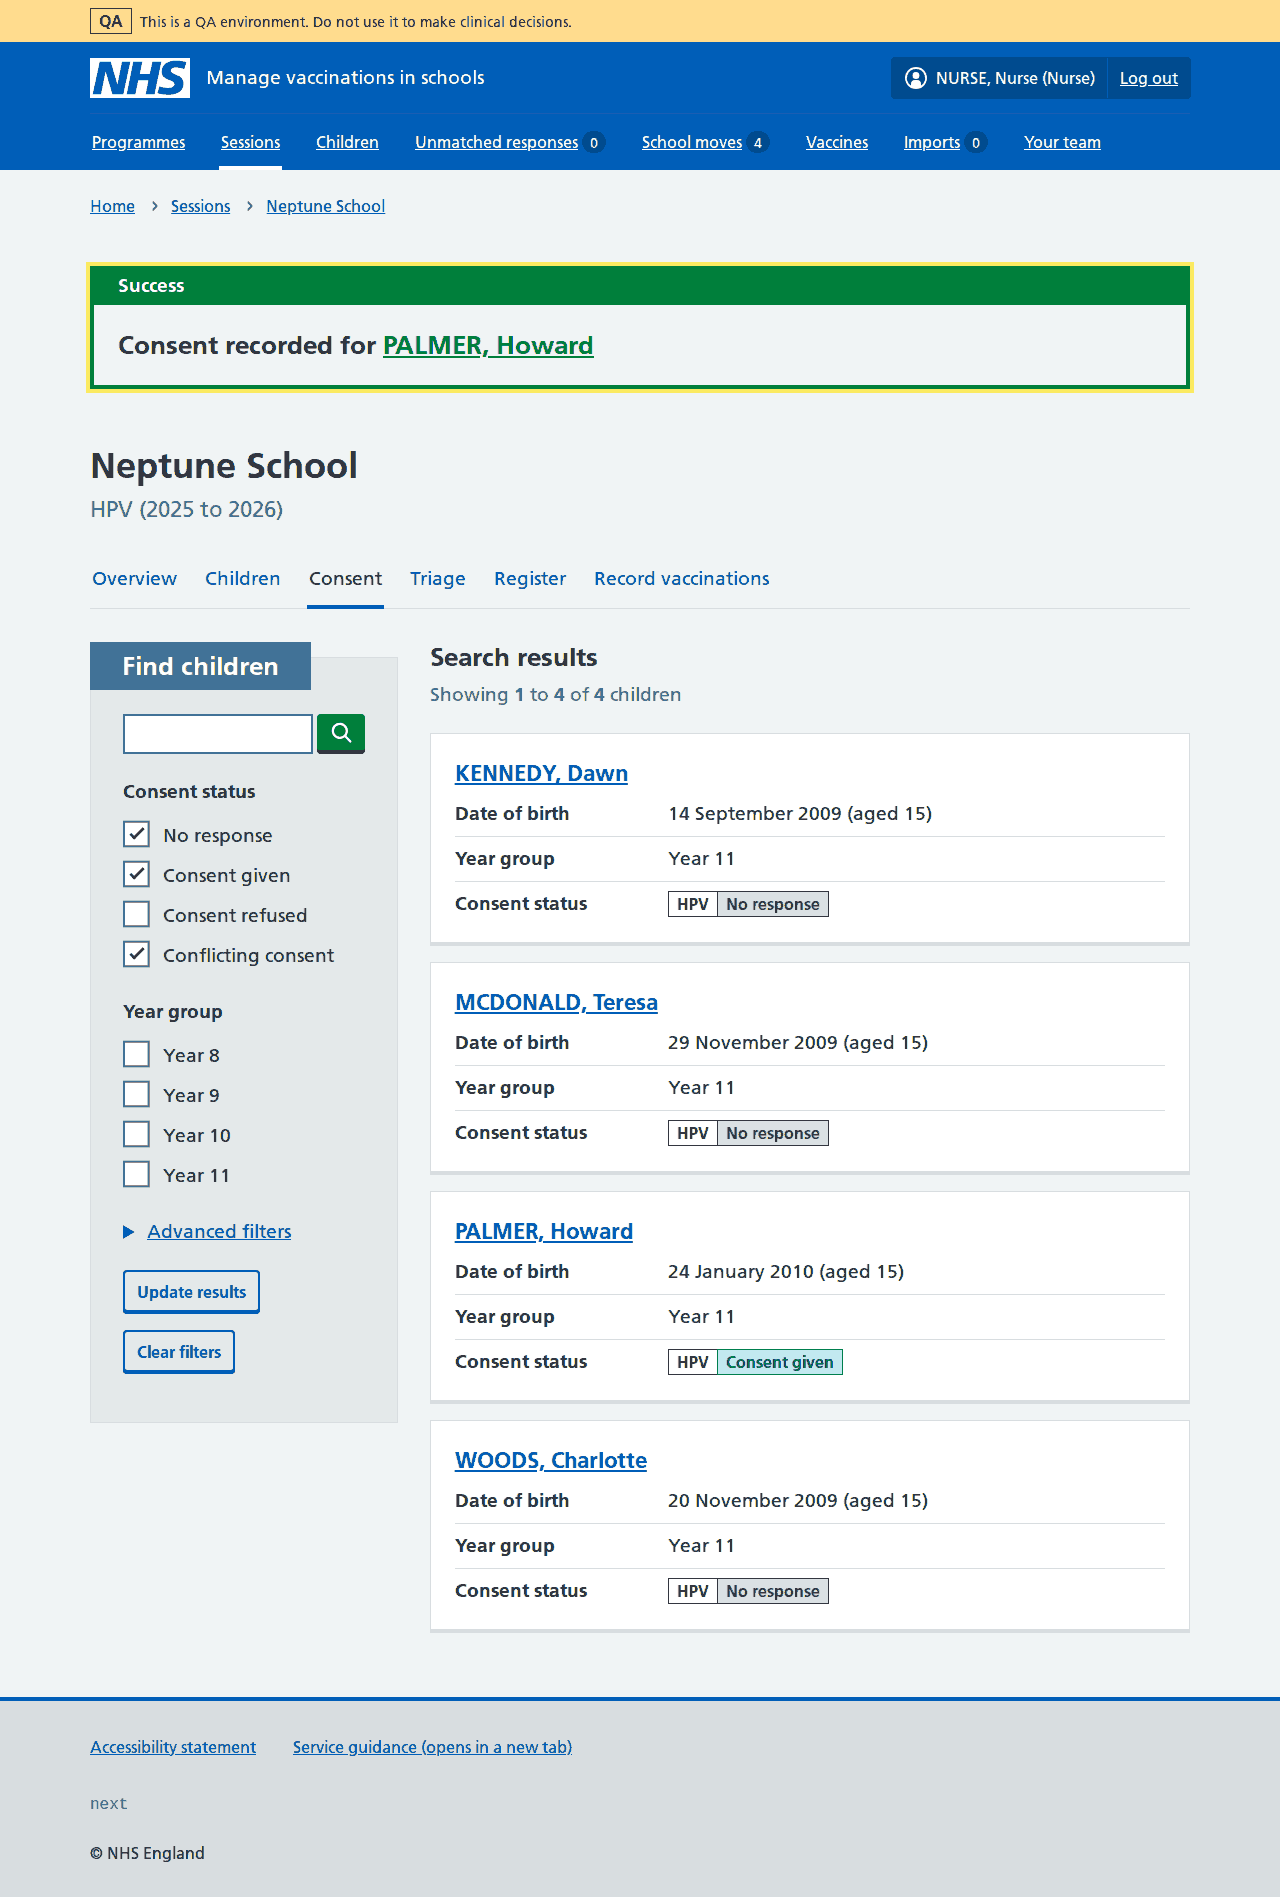 QA This is a QA environment. Do not use it to make clinical decisions.
NHS Manage vaccinations in schools NURSE, Nurse (Nurse) Log out
Programmes Sessions Children Unmatched responses 0 School moves 4 Vaccines Imports 0 Your team
Home Sessions Neptune School
Success
Consent recorded for PALMER, Howard
Neptune School
HPV (2025 to 2026)
Overview Children Consent Triage Register Record vaccinations
Find children
Consent status
No response
Consent given
Consent refused
Conflicting consent
Year group
Year 8
Year 9
Year 10
Year 11
Advanced filters
Update results
Clear filters
Search results
Showing 1 to 4 of 4 children
KENNEDY, Dawn
Date of birth 14 September 2009 (aged 15)
Year group Year 11
Consent status HPV No response
MCDONALD, Teresa
Date of birth 29 November 2009 (aged 15)
Year group Year 11
Consent status HPV No response
PALMER, Howard
Date of birth 24 January 2010 (aged 15)
Year group Year 11
Consent status HPV Consent given
WOODS, Charlotte
Date of birth 20 November 2009 (aged 15)
Year group Year 11
Consent status HPV No response
Accessibility statement Service guidance (opens in a new tab)
next
© NHS England